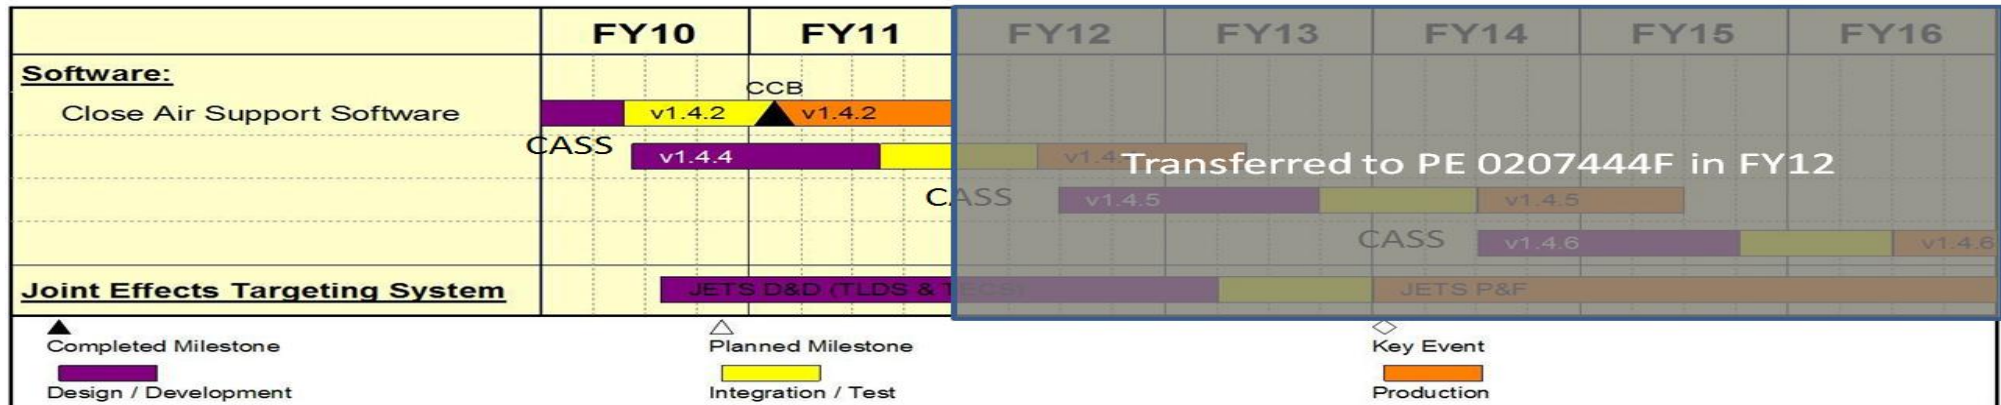 FY10 FY11 FY12 FY13 FY14 FY15 FY16
Software:
CCB
Close Air Support Software v1.4.2 v1.4.2
CASS v1.4.4
Transferred to PE 0207444F in FY12
CASS v1.4.5 v1.4.5
CASS v1.4.6 v1.4.6
Joint Effects Targeting System JETS D&D (TLDS & TECS) JETS P&F
Completed Milestone Planned Milestone Key Event
Design / Development Integration / Test Production